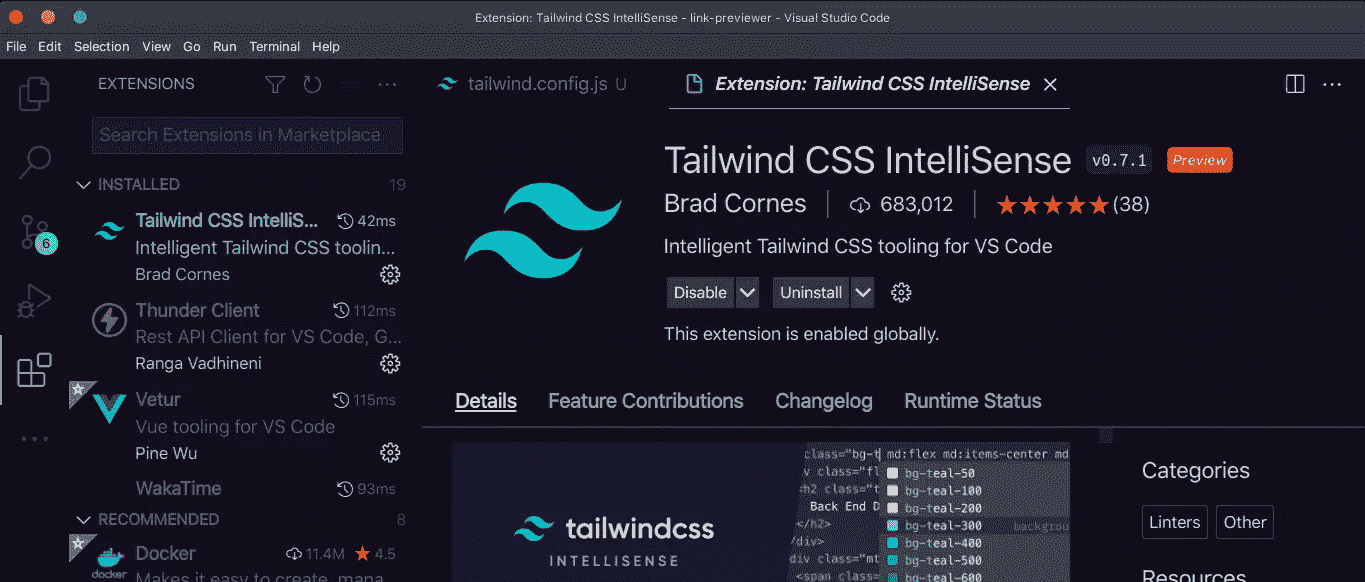 Extension: Tailwind CSS IntelliSense - link-previewer - Visual Studio Code
File Edit Selection View Go Run Terminal Help
EXTENSIONS
Search Extensions in Marketplace
INSTALLED 19
Tailwind CSS IntelliS... 42ms
Intelligent Tailwind CSS toolin...
Brad Cornes
Thunder Client 112ms
Rest API Client for VS Code, G...
Ranga Vadhineni
Vetur 115ms
Vue tooling for VS Code
Pine Wu
WakaTime 93ms
RECOMMENDED 8
Docker 11.4M 4.5
docker
Makes it easy to create, mana
6
tailwind.config.js U
Extension: Tailwind CSS IntelliSense
Tailwind CSS IntelliSense v0.7.1 Preview
Brad Cornes 683,012 (38)
Intelligent Tailwind CSS tooling for VS Code
Disable Uninstall
This extension is enabled globally.
Details Feature Contributions Changelog Runtime Status
tailwindcss
INTELLISENSE
class="bg-t md:flex md:items-center md
v class="fl bg-teal-50
<h2 class="t bg-teal-100
Back End D bg-teal-200
</h2> bg-teal-300 backgrou
/div> bg-teal-400
div class="mt bg-teal-500
<span class= bg-teal-600
Categories
Linters Other
Resources